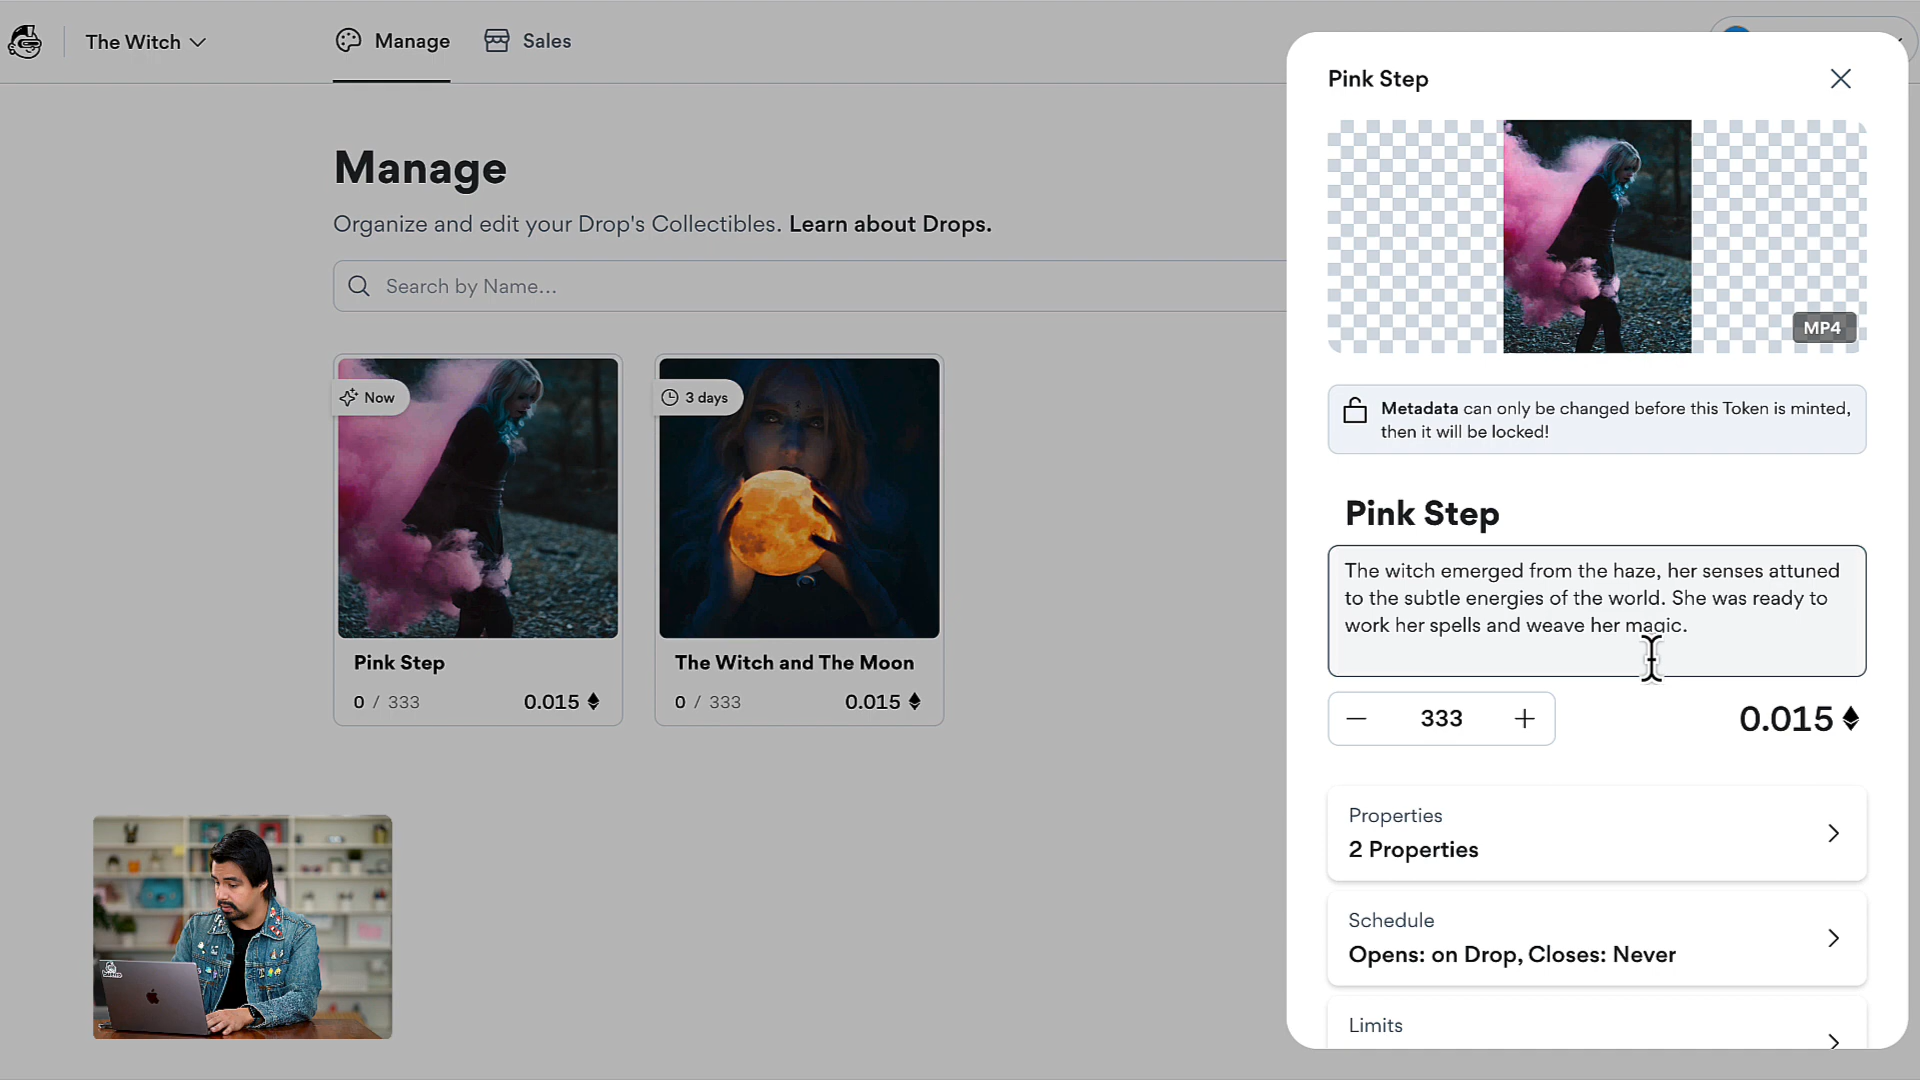 The Witch
Manage
Sales
Manage
Organize and edit your Drop's Collectibles. Learn about Drops.
Search by Name...
Now
Pink Step
0 / 333
0.015
3 days
The Witch and The Moon
0 / 333
0.015
Pink Step
MP4
Metadata can only be changed before this Token is minted,
then it will be locked!
Pink Step
The witch emerged from the haze, her senses attuned
to the subtle energies of the world. She was ready to
work her spells and weave her magic.
333
0.015
Properties
2 Properties
Schedule
Opens: on Drop, Closes: Never
Limits